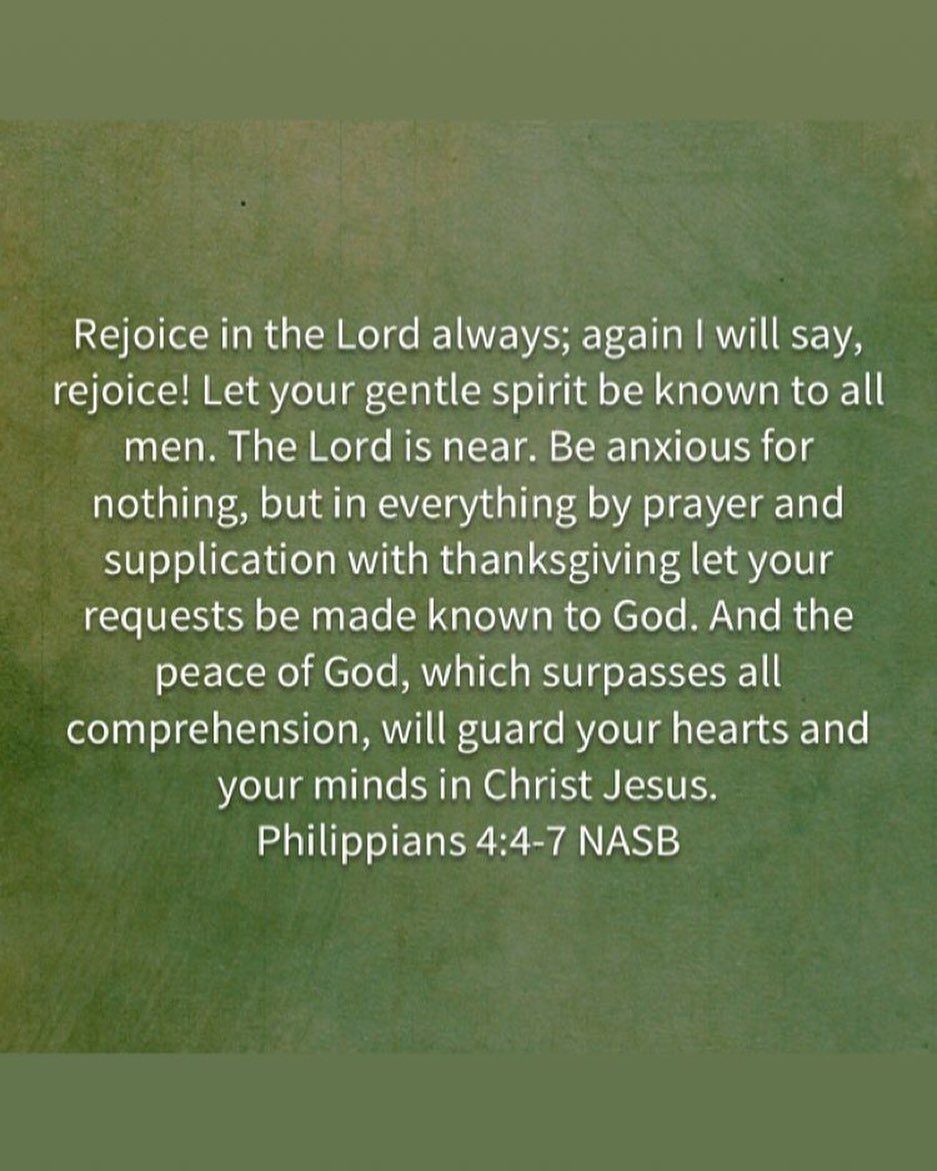 Rejoice in the Lord always; again I will say,
rejoice! Let your gentle spirit be known to all
men. The Lord is near. Be anxious for
nothing, but in everything by prayer and
supplication with thanksgiving let your
requests be made known to God. And the
peace of God, which surpasses all
comprehension, will guard your hearts and
your minds in Christ Jesus.
Philippians 4:4-7 NASB